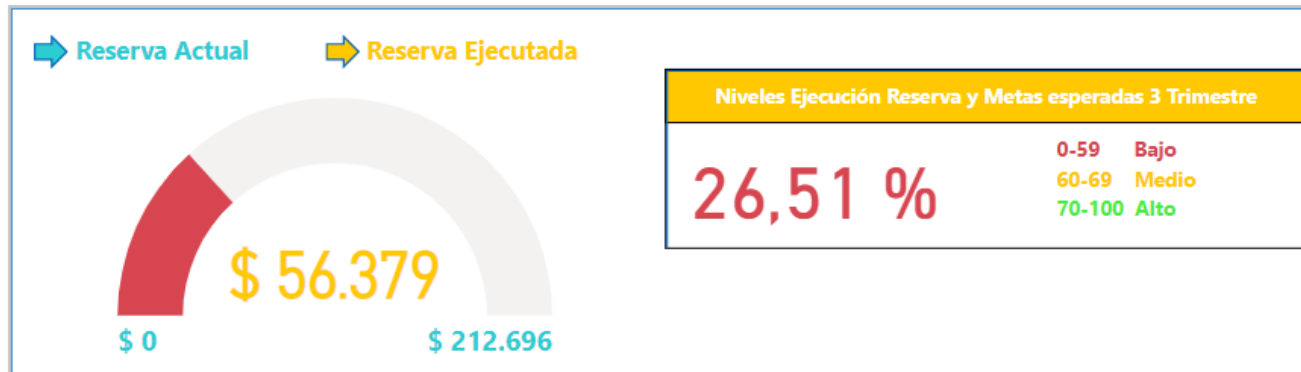 Reserva Actual
Reserva Ejecutada
$ 56.379
$ 0
$ 212.696
Niveles Ejecución Reserva y Metas esperadas 3 Trimestre
26,51 %
0-59 Bajo
60-69 Medio
70-100 Alto